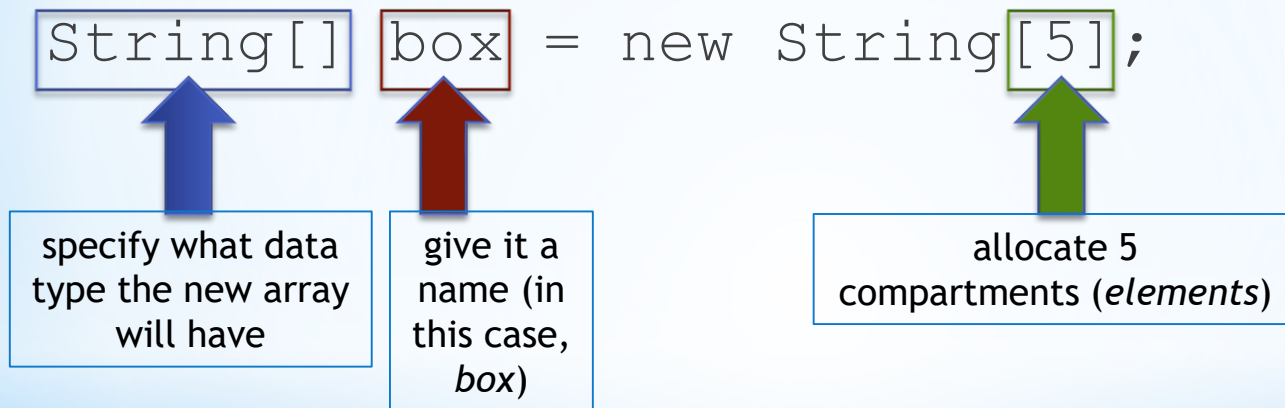 String[] box = new String[5];
specify what data
type the new array
will have
give it a
name (in
this case,
box)
allocate 5
compartments (elements)